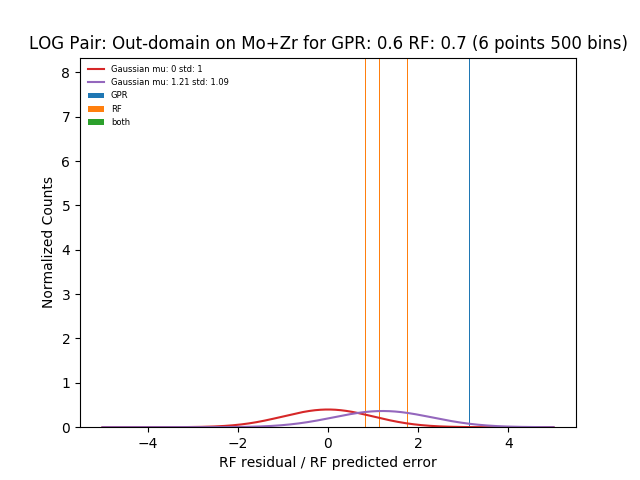 LOG Pair: Out-domain on Mo+Zr for GPR: 0.6 RF: 0.7 (6 points 500 bins)
Gaussian mu: 0 std: 1
Gaussian mu: 1.21 std: 1.09
GPR
RF
both
Normalized Counts
8
7
6
5
4
3
2
1
0
−4
−2
0
2
4
RF residual / RF predicted error